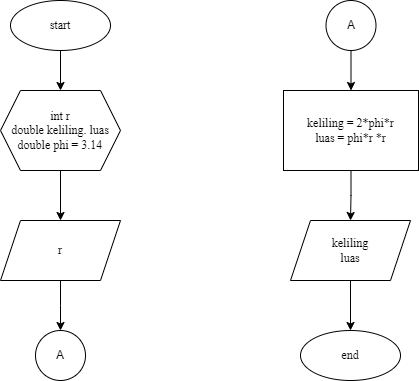 start
int r
double keliling. luas
double phi = 3.14
r
A
A
keliling = 2*phi*r
luas = phi*r *r
keliling
luas
end